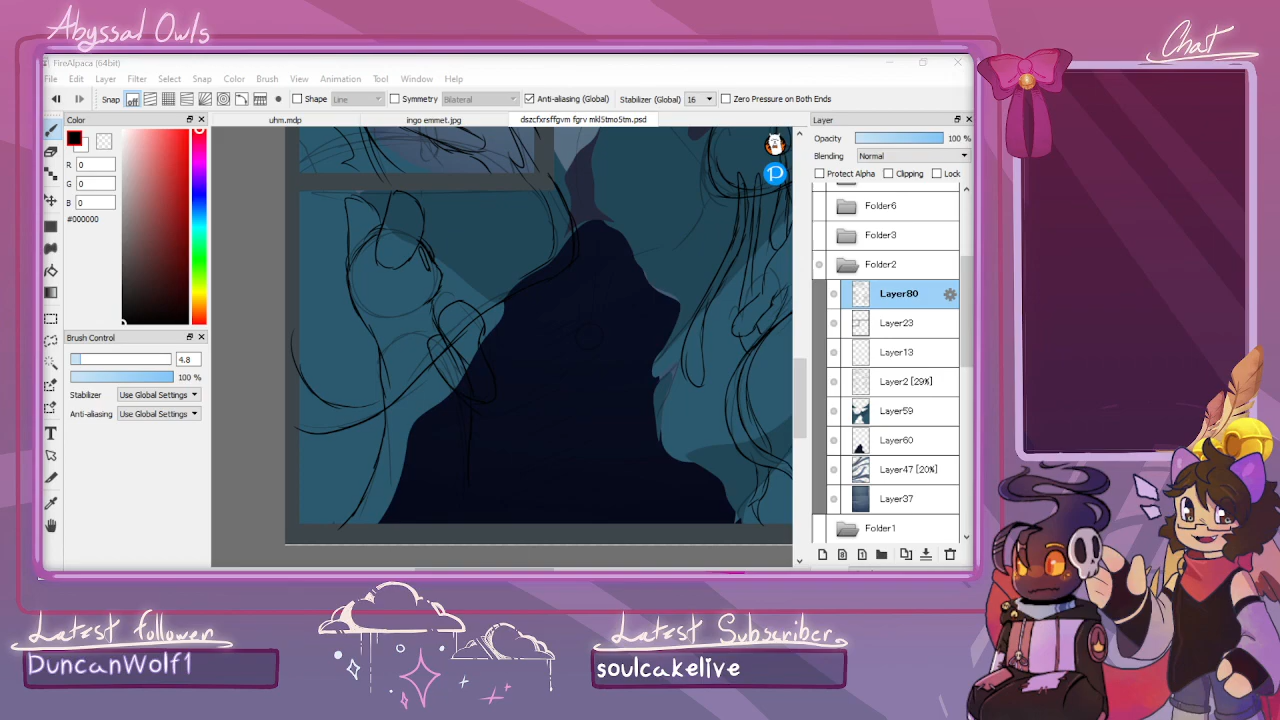 Abyssal Owls
Chat
FireAlpaca (64bit)
File Edit Layer Filter Select Snap Color Brush View Animation Tool Window Help
Snap off Shape Line Symmetry Bilateral Anti-aliasing (Global) Stabilizer (Global) 16 Zero Pressure on Both Ends
Color
uhm.mdp ingo emmet.jpg dszcfxrsffgvm fgrv mkl5tmo5tm.psd
Layer
Opacity 100 %
Blending Normal
Protect Alpha Clipping Lock
R 0
G 0
B 0
#000000
Folder6
Folder3
Folder2
Layer80
Layer23
Layer13
Layer2 [29%]
Layer59
Layer60
Layer47 [20%]
Layer37
Folder1
Brush Control
4.8
100 %
Stabilizer Use Global Settings
Anti-aliasing Use Global Settings
T
P
Latest follower
DuncanWolf1
Latest Subscriber
soulcakelive